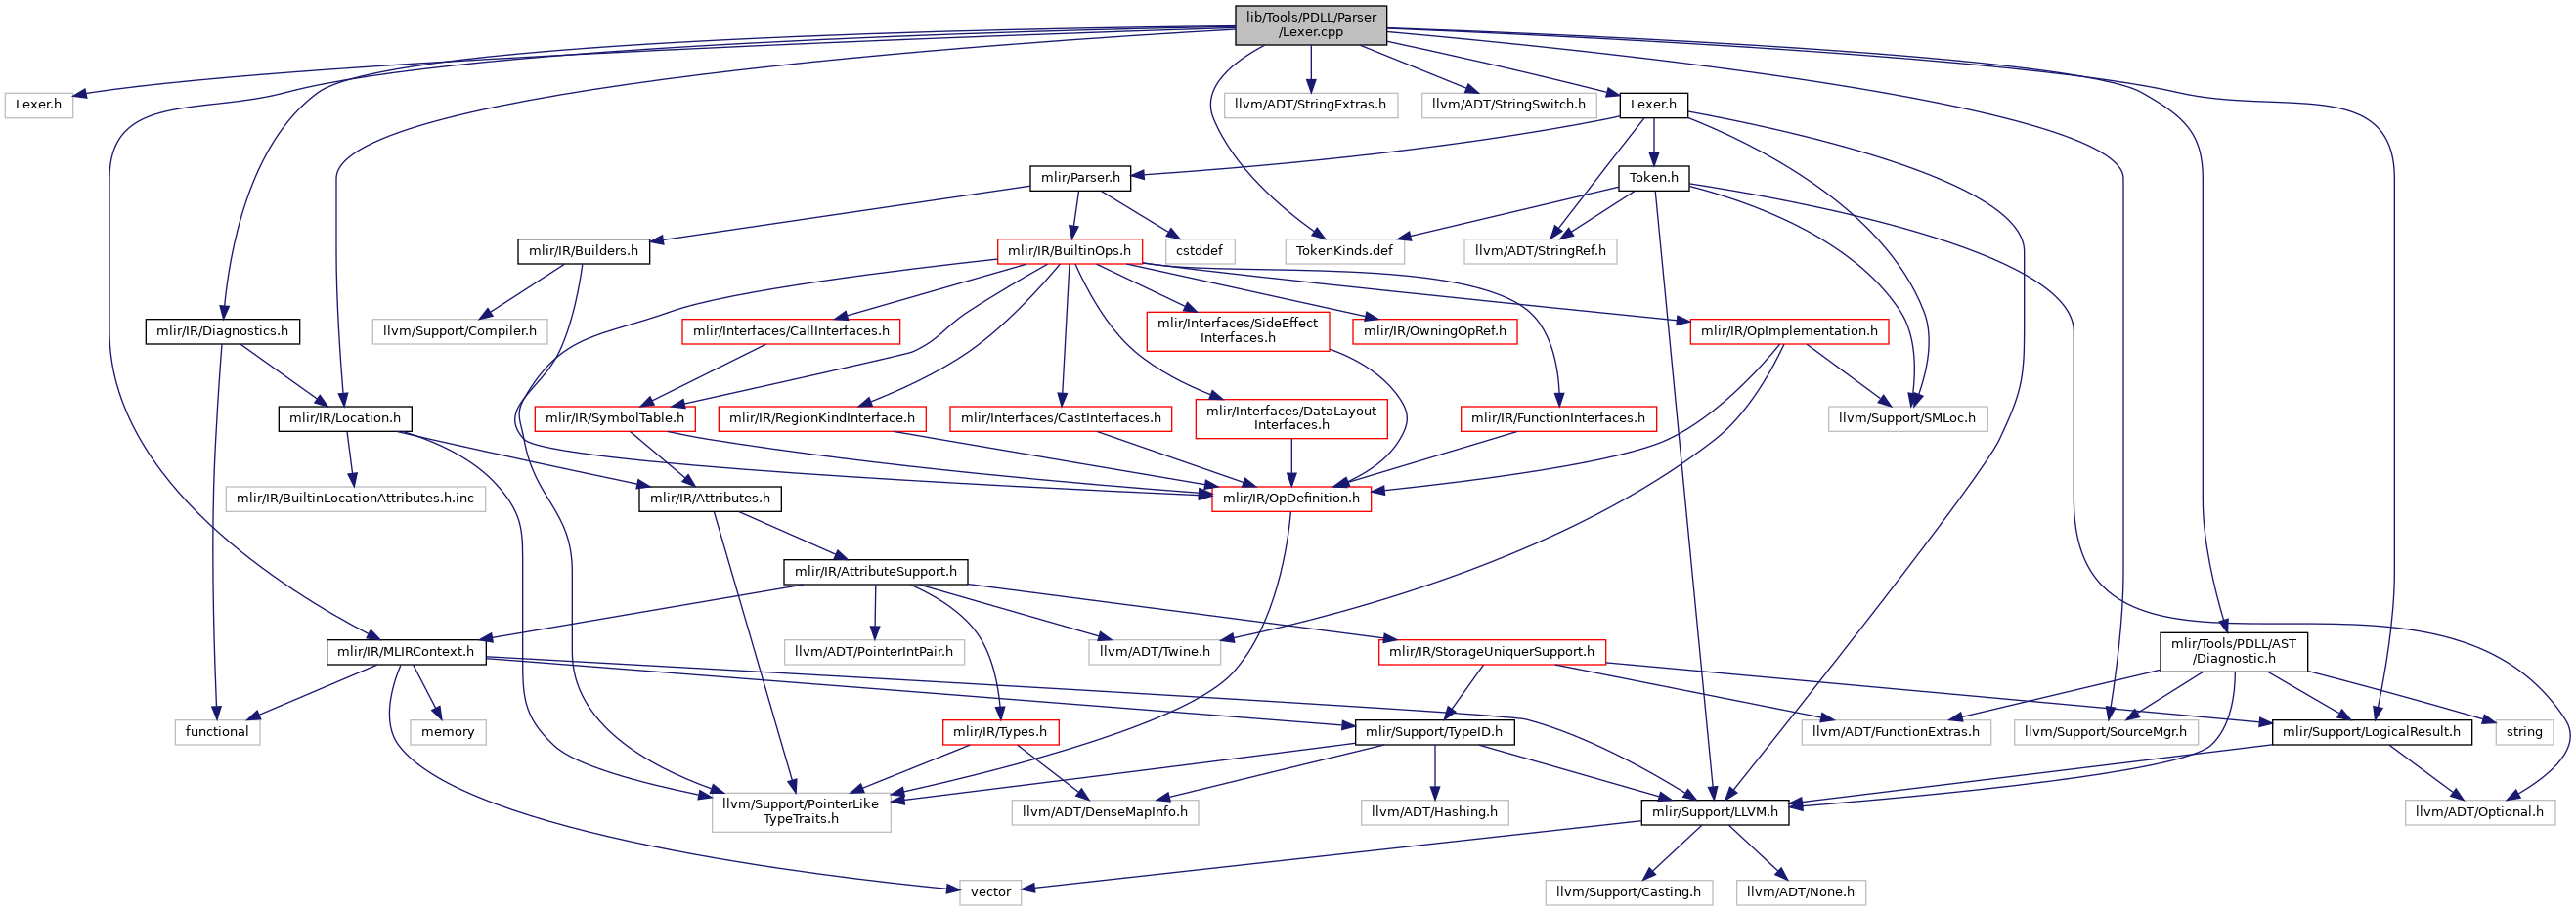 lib/Tools/PDLL/Parser
/Lexer.cpp
Lexer.h
llvm/ADT/StringExtras.h
llvm/ADT/StringSwitch.h
Lexer.h
mlir/Parser.h
Token.h
mlir/IR/Builders.h
mlir/IR/BuiltinOps.h
cstddef
TokenKinds.def
llvm/ADT/StringRef.h
mlir/IR/Diagnostics.h
llvm/Support/Compiler.h
mlir/Interfaces/CallInterfaces.h
mlir/Interfaces/SideEffect
Interfaces.h
mlir/IR/OwningOpRef.h
mlir/IR/OpImplementation.h
mlir/IR/Location.h
mlir/IR/SymbolTable.h
mlir/IR/RegionKindInterface.h
mlir/Interfaces/CastInterfaces.h
mlir/Interfaces/DataLayout
Interfaces.h
mlir/IR/FunctionInterfaces.h
llvm/Support/SMLoc.h
mlir/IR/BuiltinLocationAttributes.h.inc
mlir/IR/Attributes.h
mlir/IR/OpDefinition.h
mlir/IR/AttributeSupport.h
mlir/IR/MLIRContext.h
llvm/ADT/PointerIntPair.h
llvm/ADT/Twine.h
mlir/IR/StorageUniquerSupport.h
mlir/Tools/PDLL/AST
/Diagnostic.h
functional
memory
mlir/IR/Types.h
mlir/Support/TypeID.h
llvm/ADT/FunctionExtras.h
llvm/Support/SourceMgr.h
mlir/Support/LogicalResult.h
string
llvm/Support/PointerLike
TypeTraits.h
llvm/ADT/DenseMapInfo.h
llvm/ADT/Hashing.h
mlir/Support/LLVM.h
llvm/ADT/Optional.h
vector
llvm/Support/Casting.h
llvm/ADT/None.h